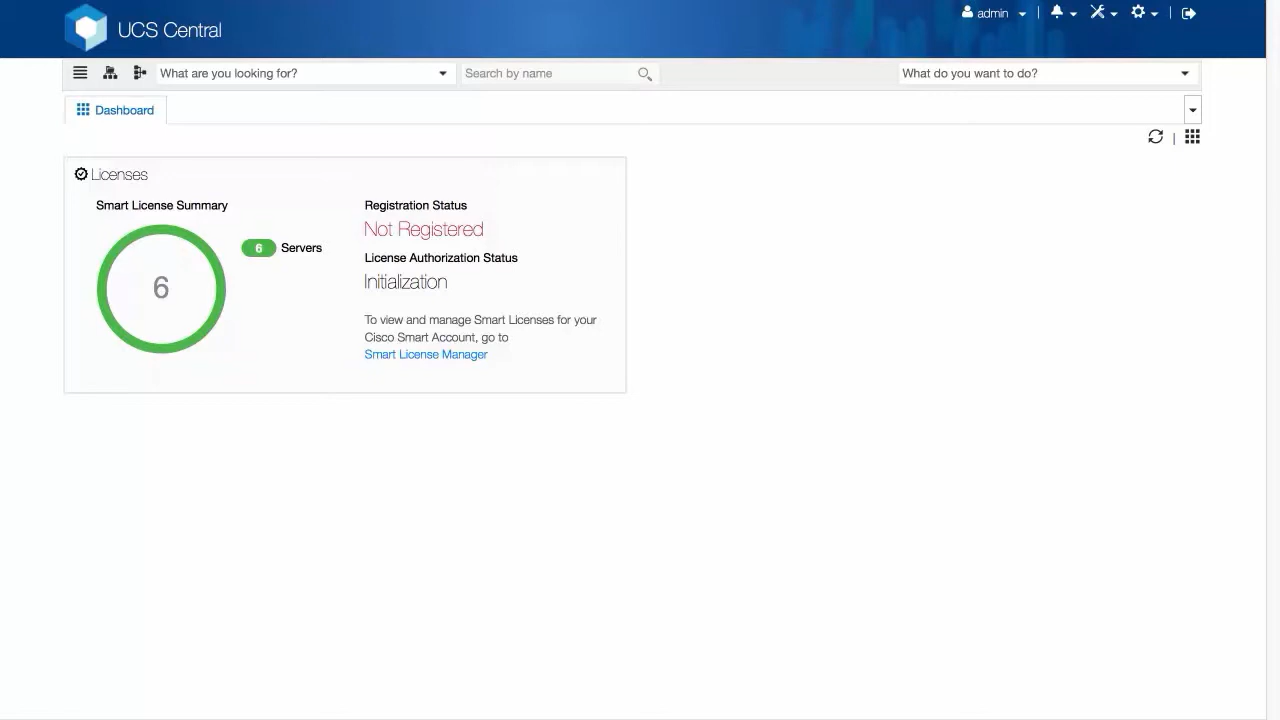 UCS Central
admin
What are you looking for?
Search by name
What do you want to do?
Dashboard
Licenses
Smart License Summary
6
6 Servers
Registration Status
Not Registered
License Authorization Status
Initialization
To view and manage Smart Licenses for your
Cisco Smart Account, go to
Smart License Manager